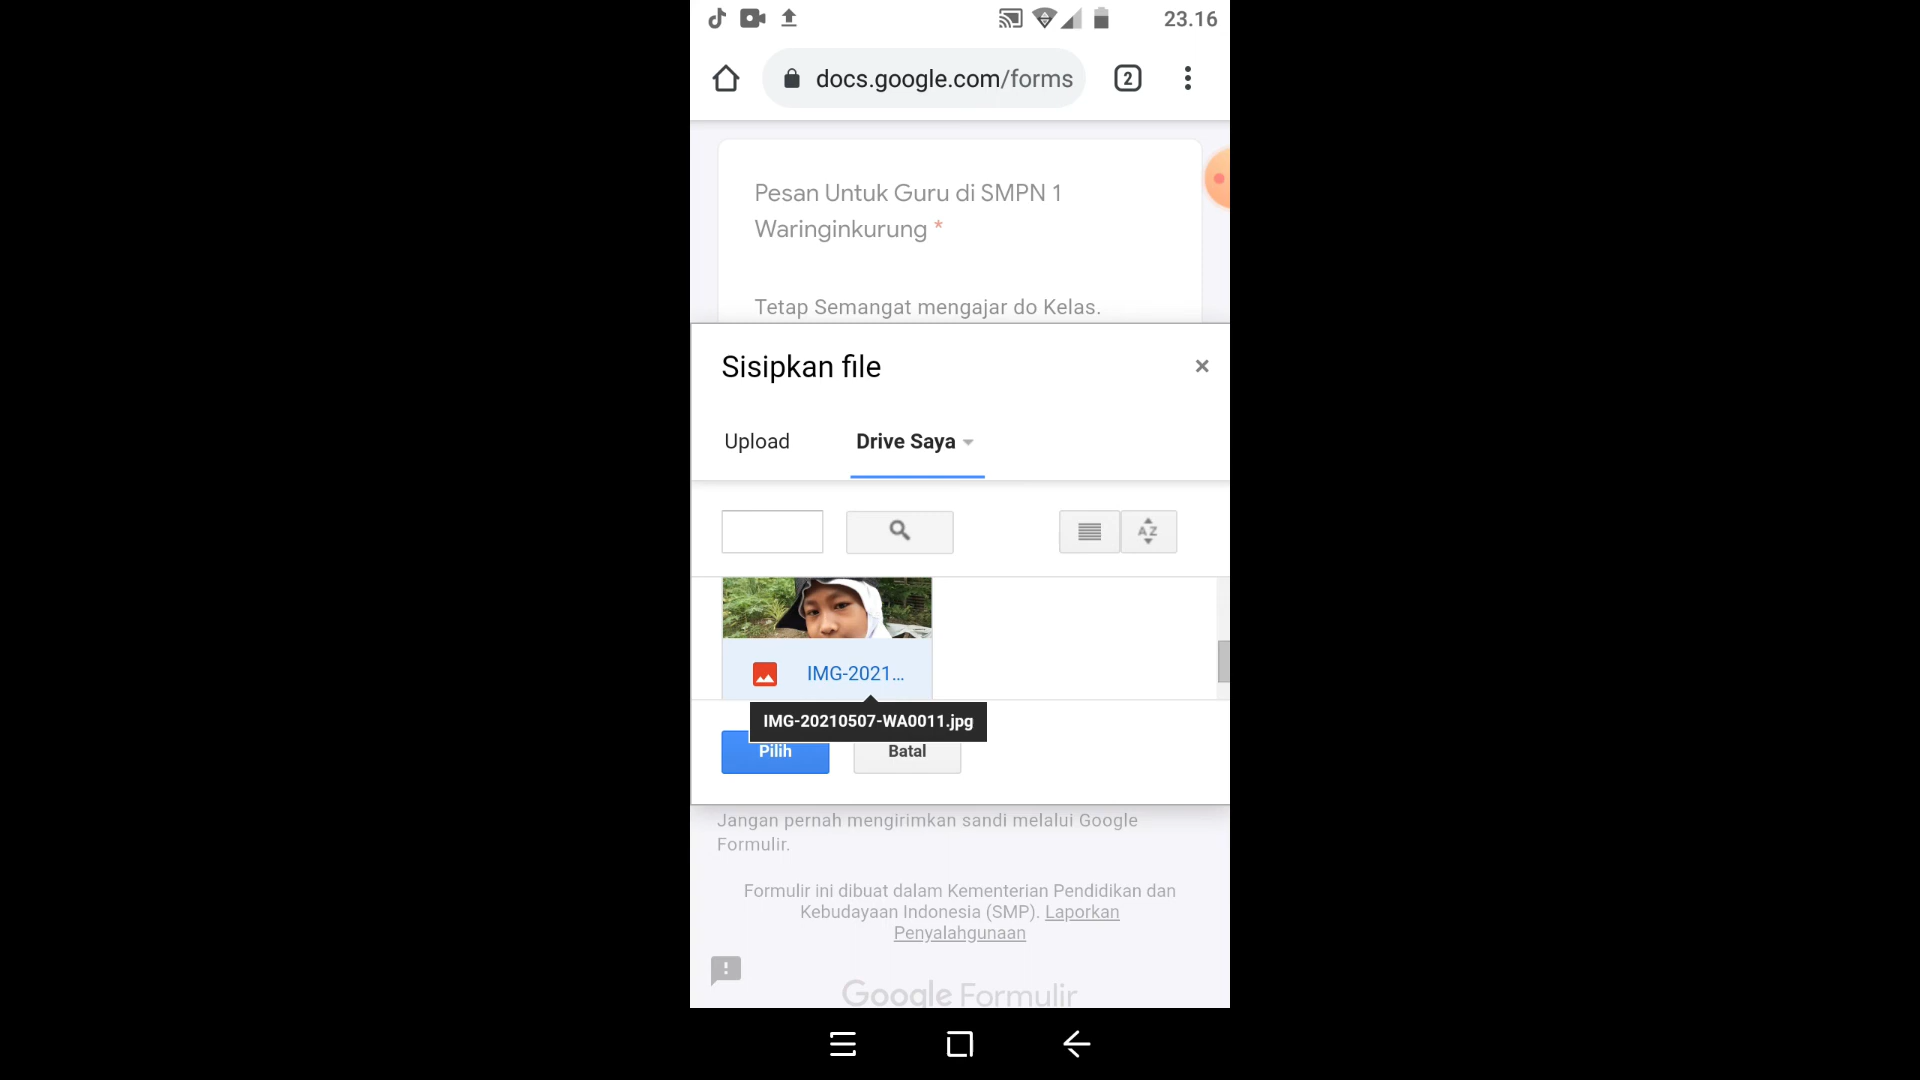 23.16
docs.google.com/forms
2
Pesan Untuk Guru di SMPN 1
Waringinkurung *
Tetap Semangat mengajar do Kelas.
Sisipkan file
×
Upload
Drive Saya
AZ
IMG-2021...
IMG-20210507-WA0011.jpg
Pilih
Batal
Jangan pernah mengirimkan sandi melalui Google
Formulir.
Formulir ini dibuat dalam Kementerian Pendidikan dan
Kebudayaan Indonesia (SMP). Laporkan
Penyalahgunaan
Google Formulir